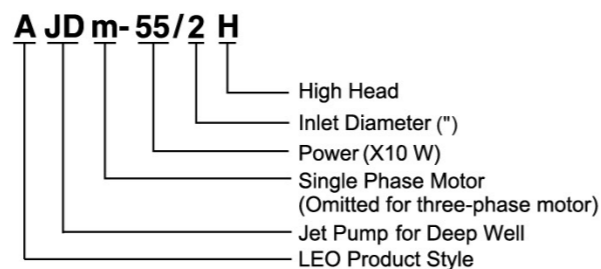 A JD m- 55 / 2 H
High Head
Inlet Diameter (")
Power (X10 W)
Single Phase Motor
(Omitted for three-phase motor)
Jet Pump for Deep Well
LEO Product Style